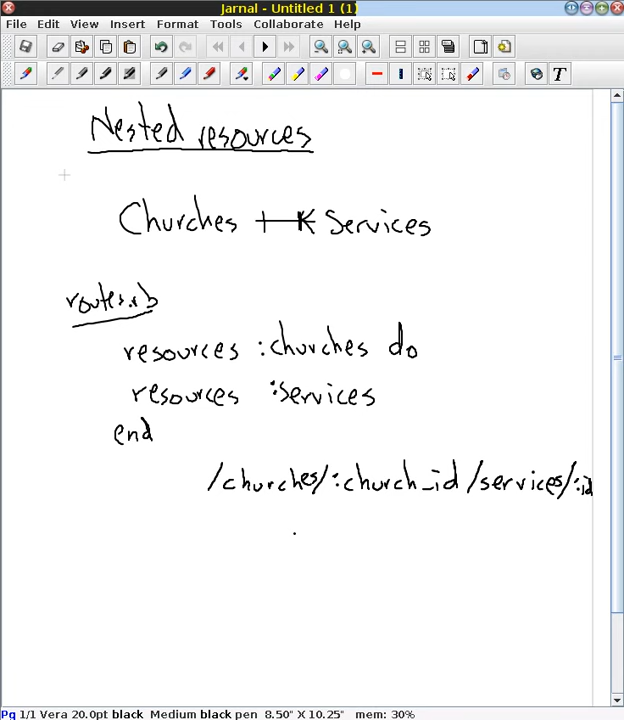 Jarnal - Untitled 1 (1)
File Edit View Insert Format Tools Collaborate Help
T
Nested resources
Churches Services
routes.rb
resources :churches do
resources :services
end
/churches/:church_id/services/:id
Pg 1/1 Vera 20.0pt black Medium black pen 8.50" X 10.25" mem: 30%